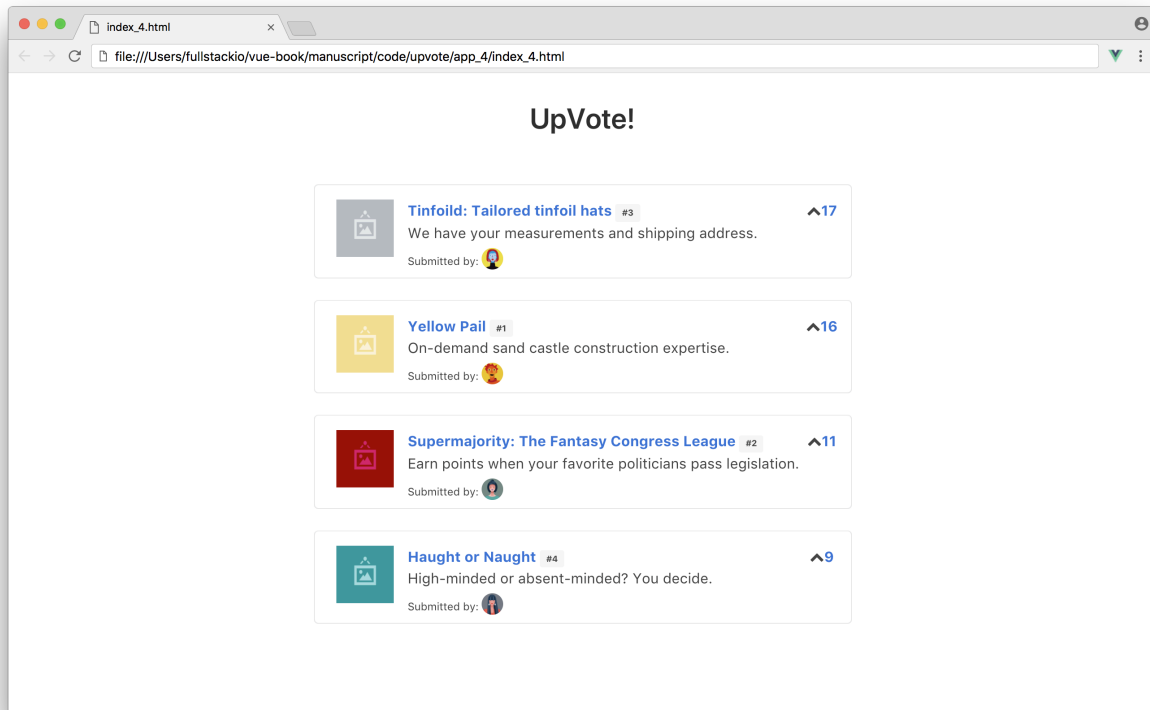 index_4.html
file:///Users/fullstackio/vue-book/manuscript/code/upvote/app_4/index_4.html
UpVote!
Tinfoild: Tailored tinfoil hats #3 17
We have your measurements and shipping address.
Submitted by:
Yellow Pail #1 16
On-demand sand castle construction expertise.
Submitted by:
Supermajority: The Fantasy Congress League #2 11
Earn points when your favorite politicians pass legislation.
Submitted by:
Haught or Naught #4 9
High-minded or absent-minded? You decide.
Submitted by: